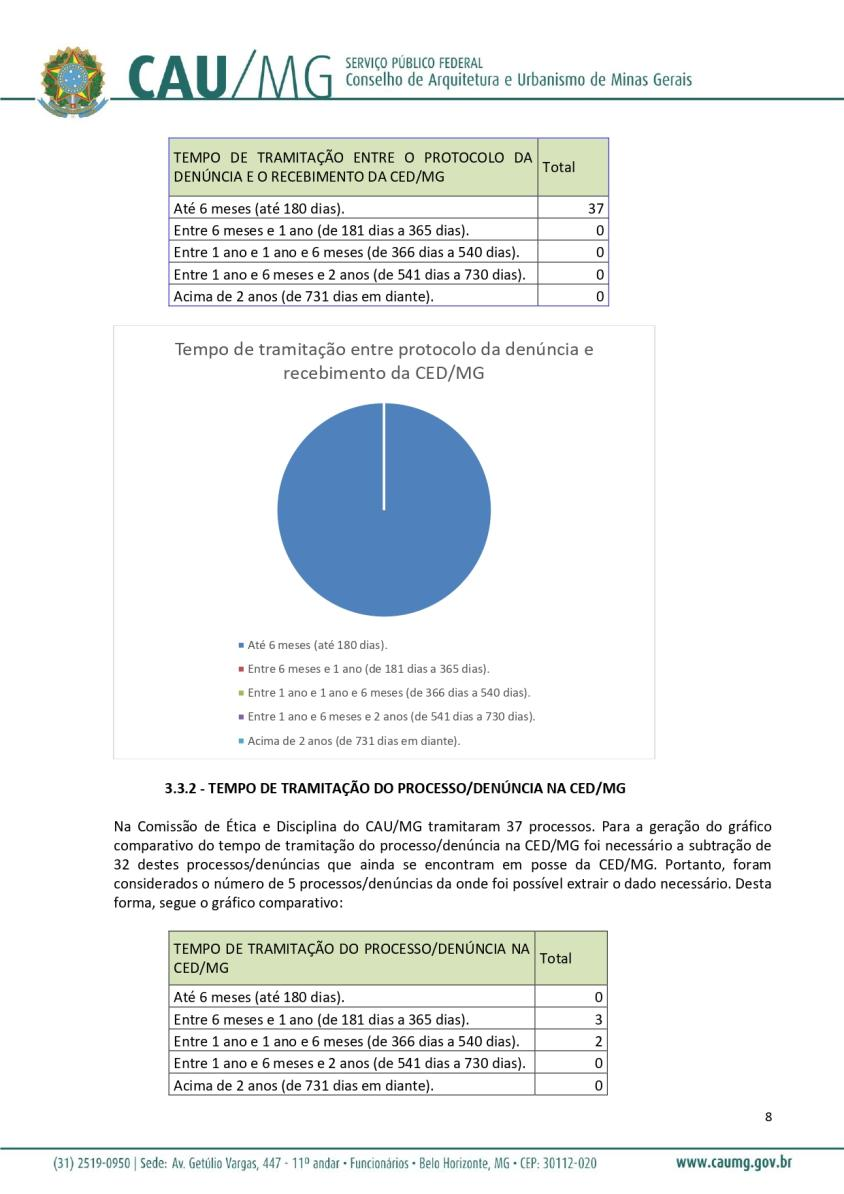 CAU/MG
SERVIÇO PÚBLICO FEDERAL
Conselho de Arquitetura e Urbanismo de Minas Gerais
TEMPO DE TRAMITAÇÃO ENTRE O PROTOCOLO DA
DENÚNCIA E O RECEBIMENTO DA CED/MG
Total
Até 6 meses (até 180 dias). 37
Entre 6 meses e 1 ano (de 181 dias a 365 dias). 0
Entre 1 ano e 1 ano e 6 meses (de 366 dias a 540 dias). 0
Entre 1 ano e 6 meses e 2 anos (de 541 dias a 730 dias). 0
Acima de 2 anos (de 731 dias em diante). 0
Tempo de tramitação entre protocolo da denúncia e
recebimento da CED/MG
Até 6 meses (até 180 dias).
Entre 6 meses e 1 ano (de 181 dias a 365 dias).
Entre 1 ano e 1 ano e 6 meses (de 366 dias a 540 dias).
Entre 1 ano e 6 meses e 2 anos (de 541 dias a 730 dias).
Acima de 2 anos (de 731 dias em diante).
3.3.2 - TEMPO DE TRAMITAÇÃO DO PROCESSO/DENÚNCIA NA CED/MG
Na Comissão de Ética e Disciplina do CAU/MG tramitaram 37 processos. Para a geração do gráfico
comparativo do tempo de tramitação do processo/denúncia na CED/MG foi necessário a subtração de
32 destes processos/denúncias que ainda se encontram em posse da CED/MG. Portanto, foram
considerados o número de 5 processos/denúncias da onde foi possível extrair o dado necessário. Desta
forma, segue o gráfico comparativo:
TEMPO DE TRAMITAÇÃO DO PROCESSO/DENÚNCIA NA
CED/MG
Total
Até 6 meses (até 180 dias). 0
Entre 6 meses e 1 ano (de 181 dias a 365 dias). 3
Entre 1 ano e 1 ano e 6 meses (de 366 dias a 540 dias). 2
Entre 1 ano e 6 meses e 2 anos (de 541 dias a 730 dias). 0
Acima de 2 anos (de 731 dias em diante). 0
8
(31) 2519-0950 | Sede: Av. Getúlio Vargas, 447 - 11º andar • Funcionários • Belo Horizonte, MG • CEP: 30112-020
www.caumg.gov.br